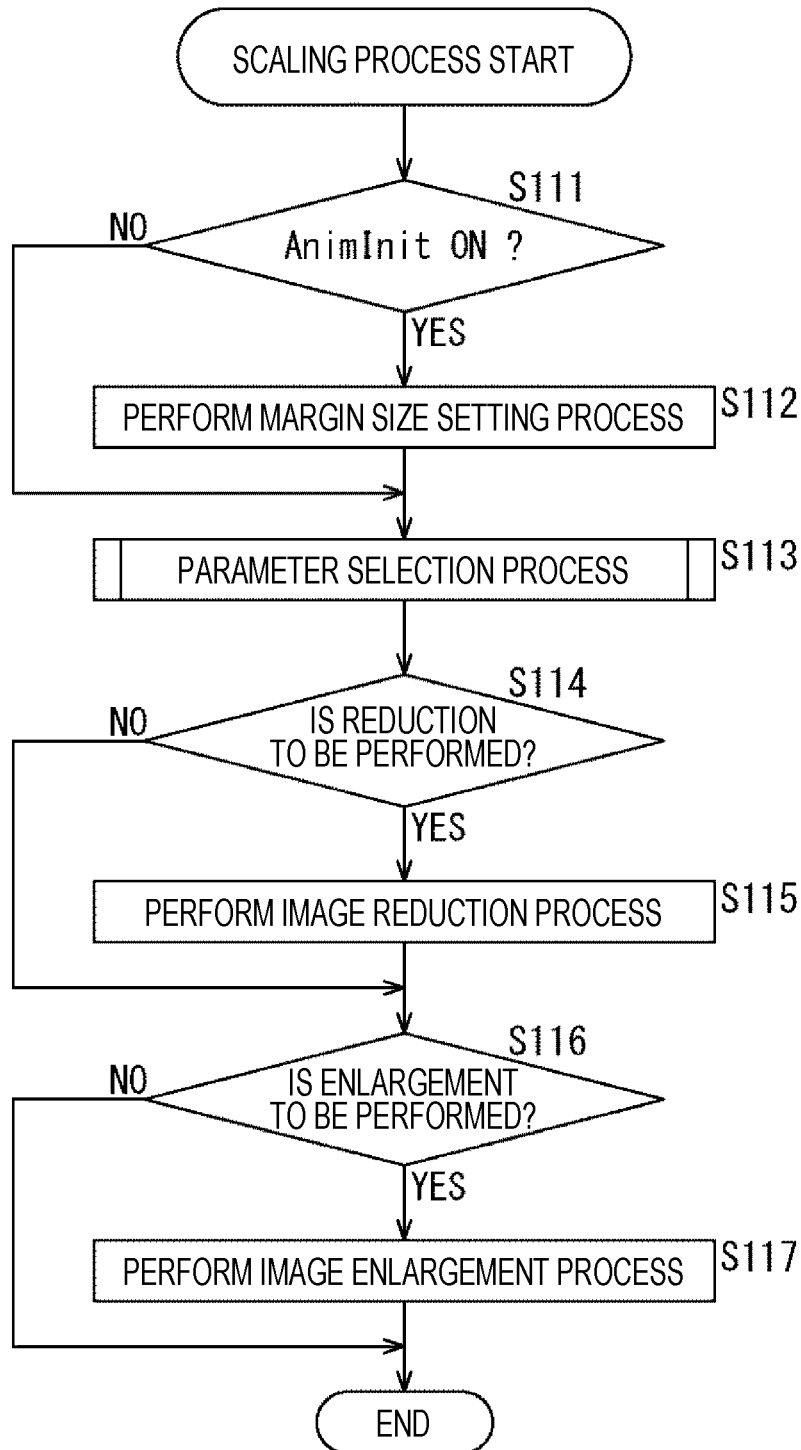 SCALING PROCESS START
S111
NO
AnimInit ON ?
YES
PERFORM MARGIN SIZE SETTING PROCESS
S112
PARAMETER SELECTION PROCESS
S113
S114
NO
IS REDUCTION
TO BE PERFORMED?
YES
PERFORM IMAGE REDUCTION PROCESS
S115
S116
NO
IS ENLARGEMENT
TO BE PERFORMED?
YES
PERFORM IMAGE ENLARGEMENT PROCESS
S117
END